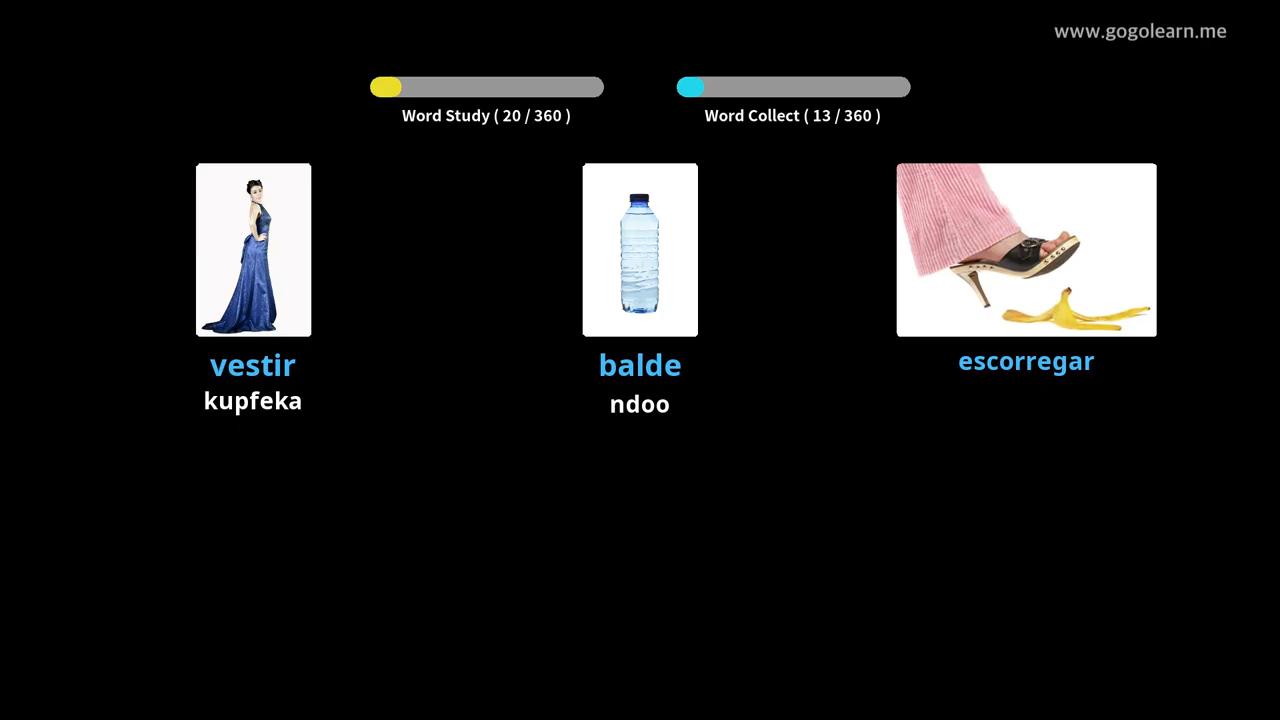 www.gogolearn.me
Word Study ( 20 / 360 )
Word Collect ( 13 / 360 )
vestir
kupfeka
balde
ndoo
escorregar